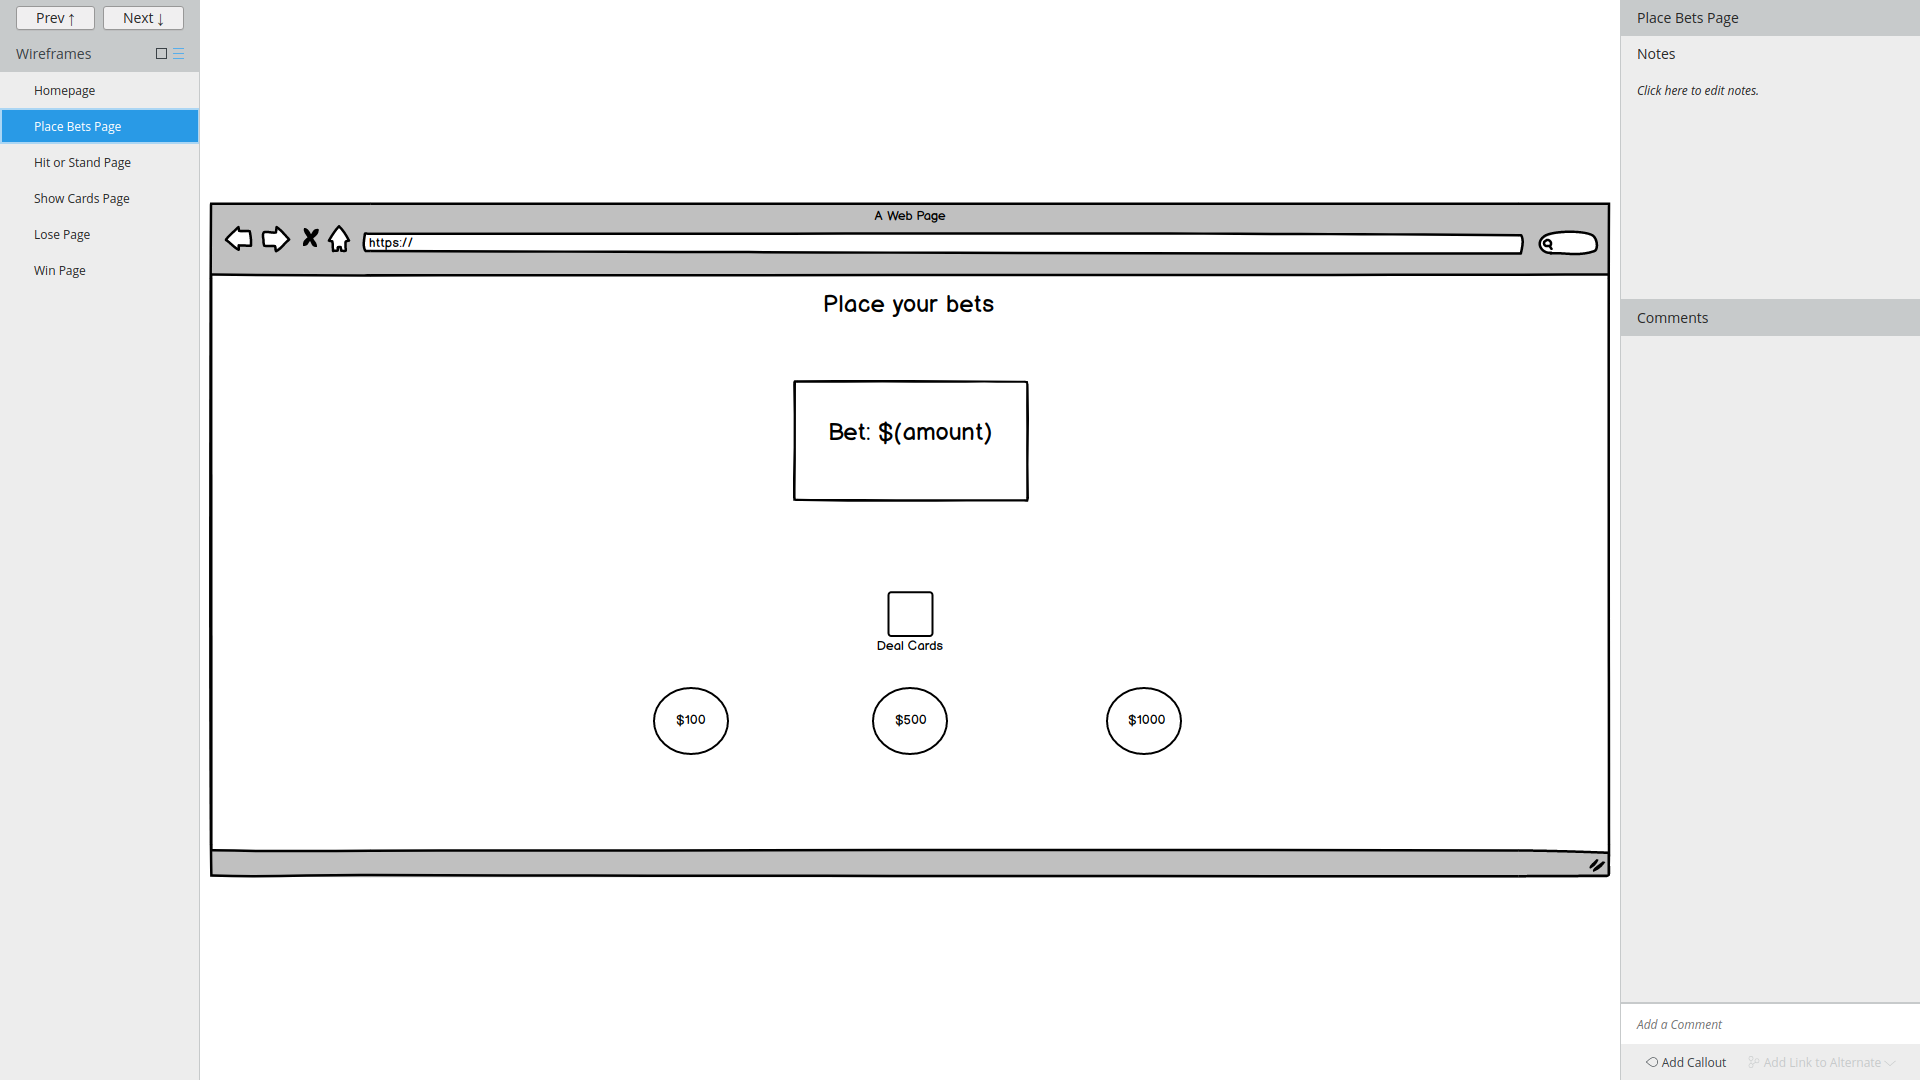 Prev ↑ Next ↓
Wireframes
Homepage
Place Bets Page
Hit or Stand Page
Show Cards Page
Lose Page
Win Page
A Web Page
https://
Place your bets
Bet: $(amount)
Deal Cards
$100 $500 $1000
Place Bets Page
Notes
Click here to edit notes.
Comments
Add a Comment
Add Callout Add Link to Alternate